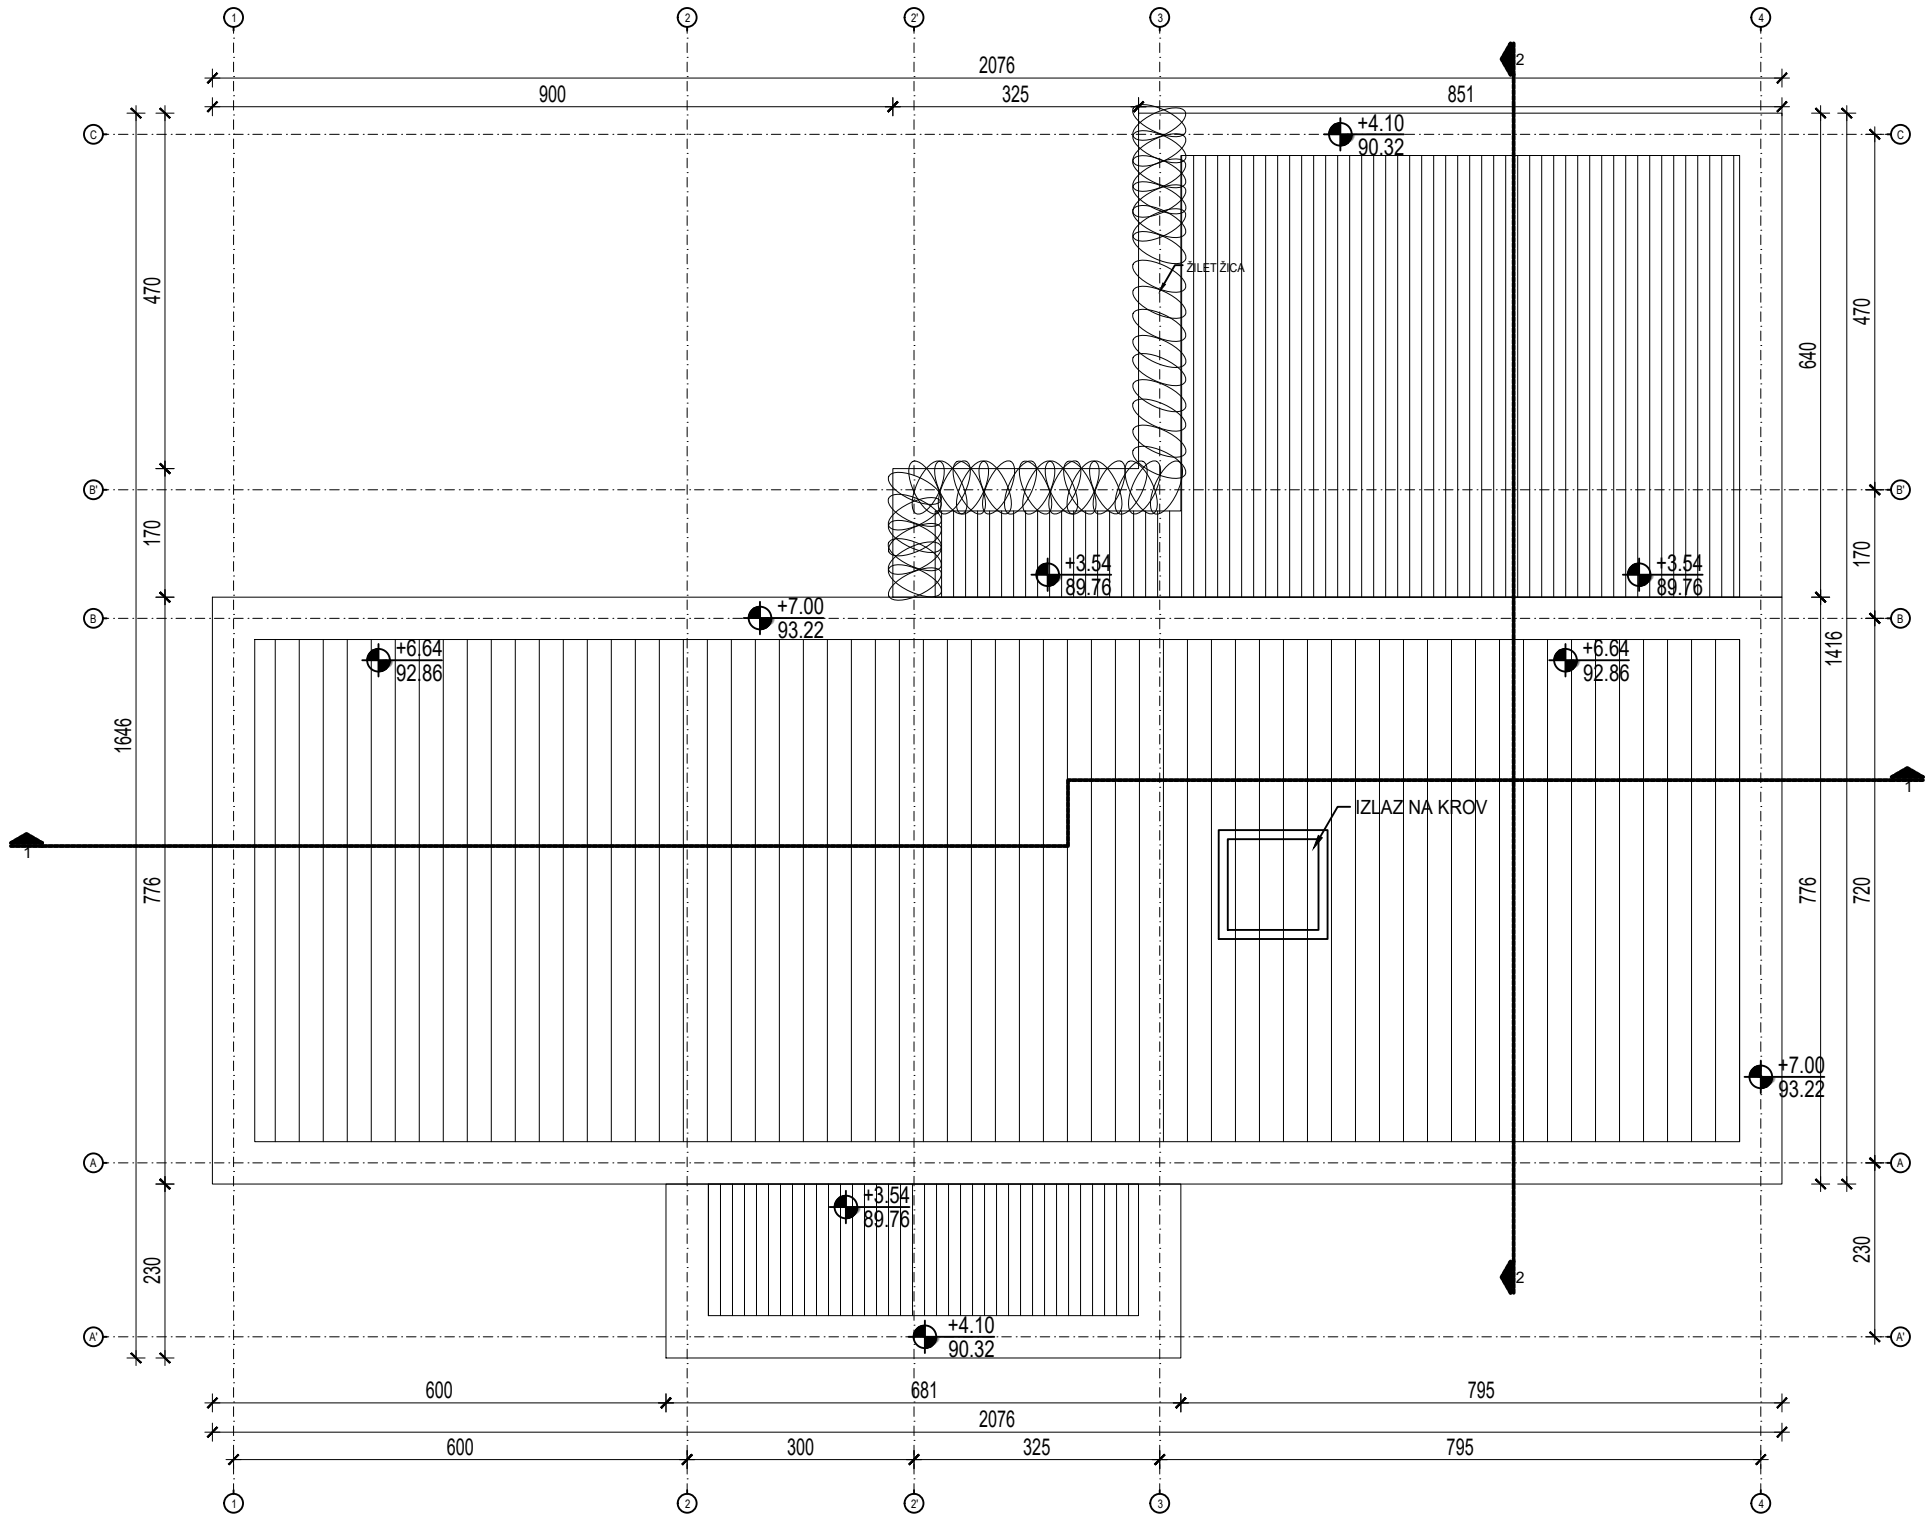 1 2 2' 3 4
2
2076
900 325 851
C +4.10 C
90.32
ŽILET ŽICA
470 470
640
B' B'
170 +3.54 +3.54 170
89.76 89.76
B +7.00 B
93.22
+6.64 +6.64 1416
92.86 92.86
1646
1
IZLAZ NA KROV
1
776 776 720
+7.00
93.22
A A
+3.54
89.76
230 230
2
+4.10
A' A'
90.32
600 681 795
2076
600 300 325 795
1 2 2' 3 4